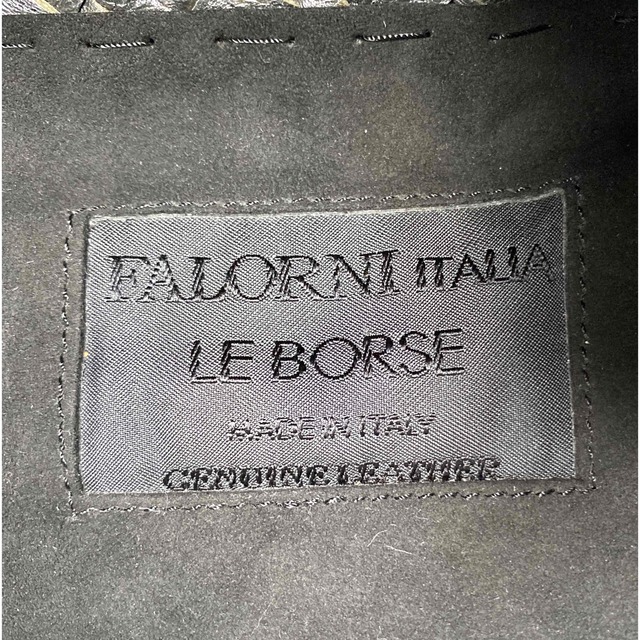 FALORNI ITALIA
LE BORSE
MADE IN ITALY
GENUINE LEATHER